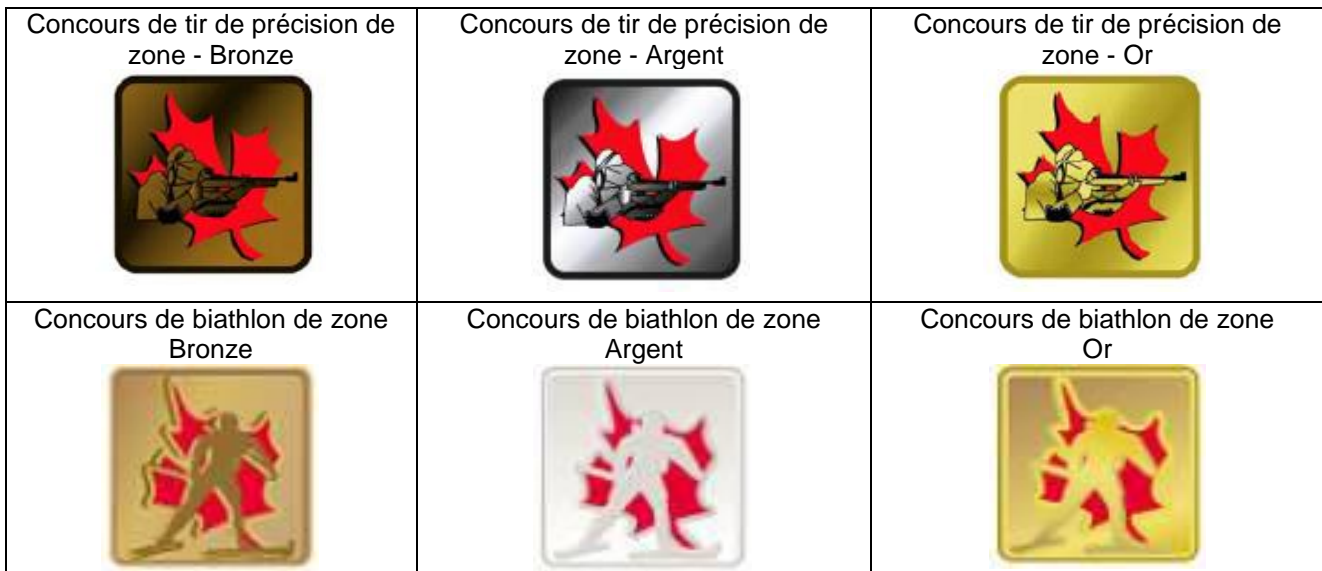 Concours de tir de précision de
zone - Bronze
Concours de tir de précision de
zone - Argent
Concours de tir de précision de
zone - Or
Concours de biathlon de zone
Bronze
Concours de biathlon de zone
Argent
Concours de biathlon de zone
Or